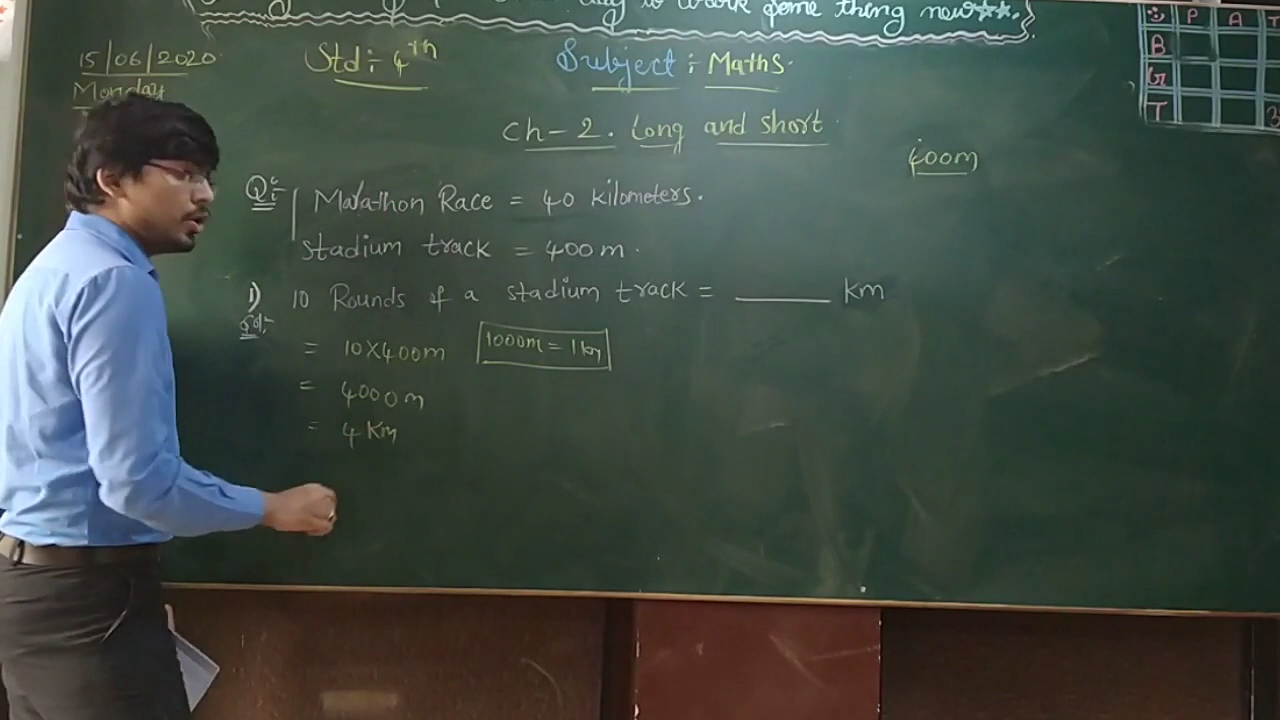 day to work some thing new★★.
15/06/2020
Monday
Std:- 4th
Subject : Maths.
Ch-2. Long and short
400m
Q:- Marathon Race = 40 kilometers.
stadium track = 400m.
1) 10 Rounds of a stadium track = ______ km
Sol:-
= 10X400m
1000m = 1km
= 4000m
= 4 Km
P A T
B
G
T